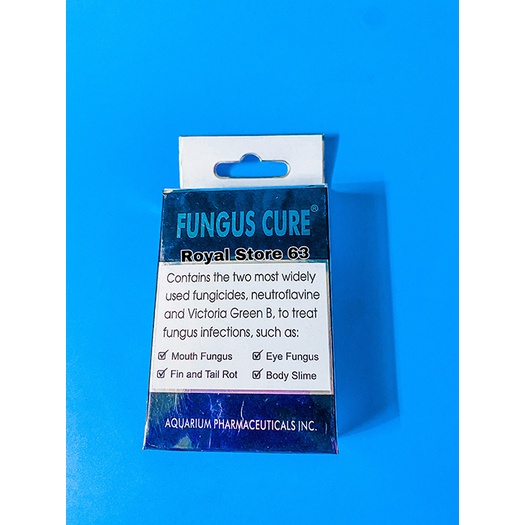 FUNGUS CURE®
Royal Store 63
Contains the two most widely
used fungicides, neutroflavine
and Victoria Green B, to treat
fungus infections, such as:
☑ Mouth Fungus ☑ Eye Fungus
☑ Fin and Tail Rot ☑ Body Slime
AQUARIUM PHARMACEUTICALS INC.